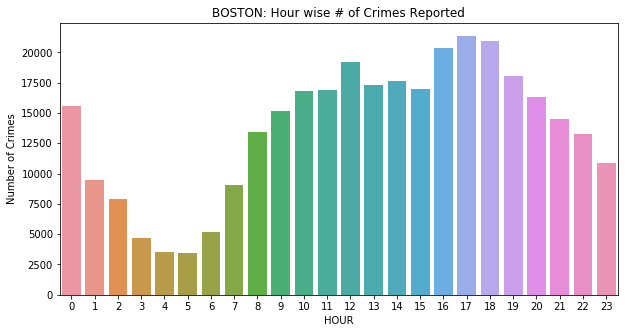 BOSTON: Hour wise # of Crimes Reported
20000
17500
15000
12500
10000
7500
5000
2500
0
Number of Crimes
0 1 2 3 4 5 6 7 8 9 10 11 12 13 14 15 16 17 18 19 20 21 22 23
HOUR